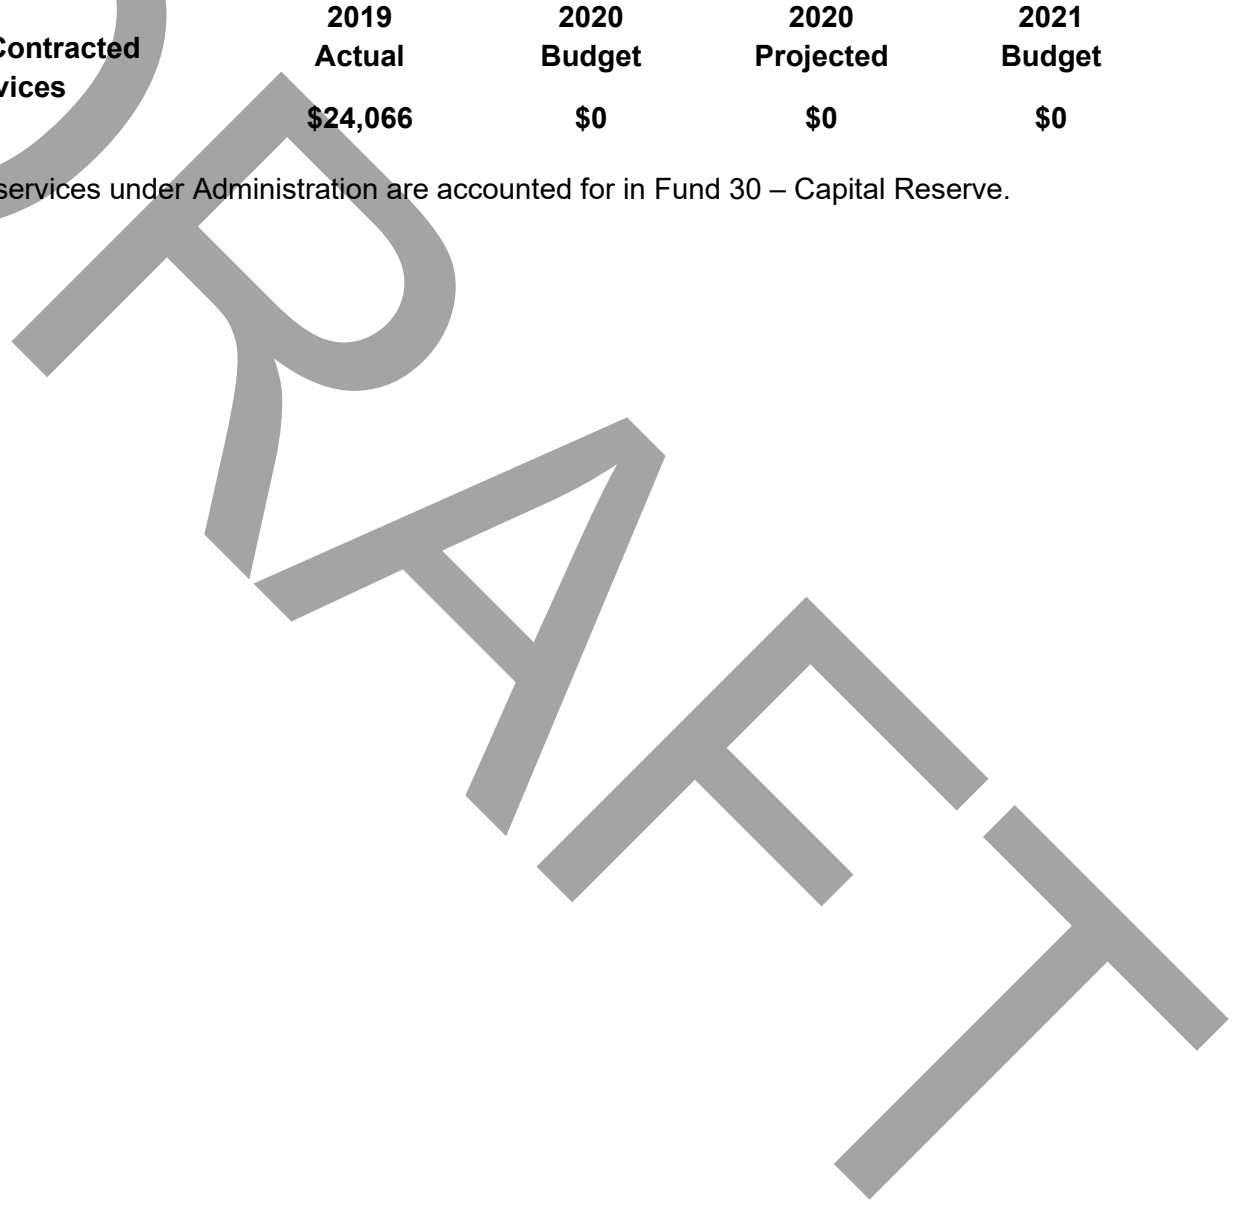 2019 2020 2020 2021
Contracted Actual Budget Projected Budget
vices
$24,066 $0 $0 $0
services under Administration are accounted for in Fund 30 – Capital Reserve.
DRAFT